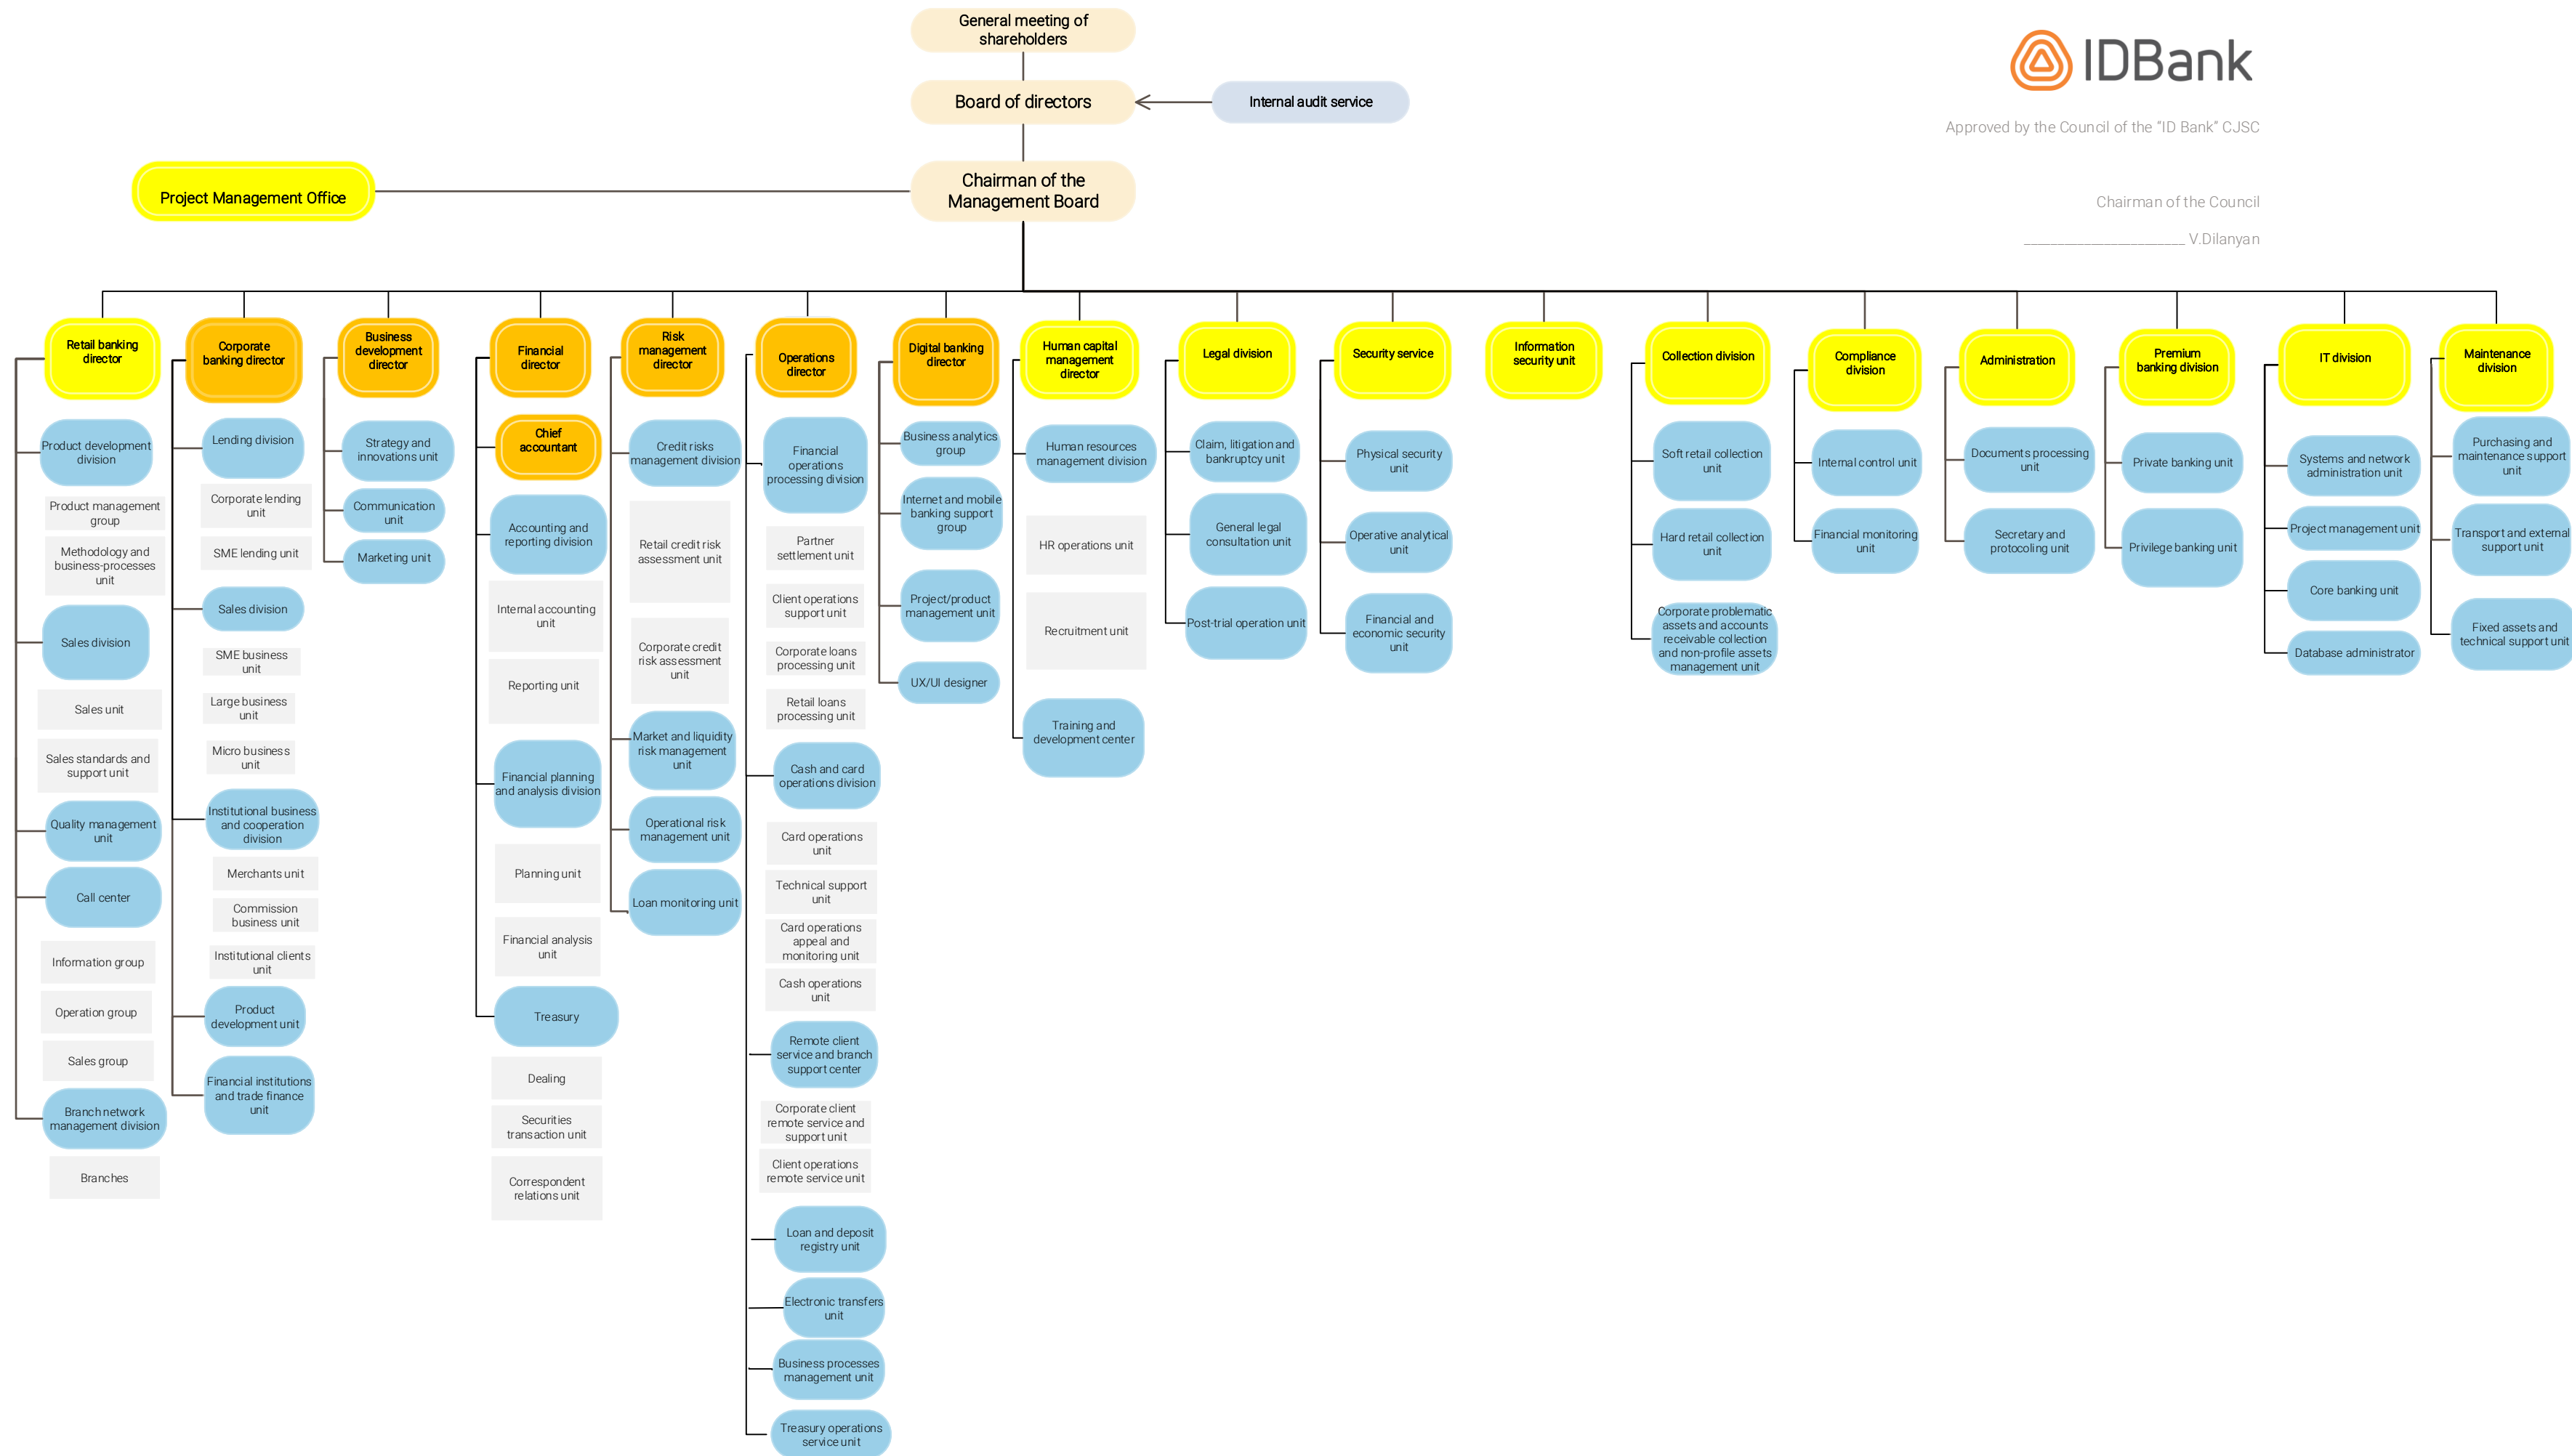 General meeting of
shareholders
IDBank
Board of directors
Internal audit service
Approved by the Council of the “ID Bank” CJSC
Project Management Office
Chairman of the
Management Board
Chairman of the Council
______________________ V.Dilanyan
Retail banking
director
Product development
division
Product management
group
Methodology and
business-processes
unit
Sales division
Sales unit
Sales standards and
support unit
Quality management
unit
Call center
Information group
Operation group
Sales group
Branch network
management division
Branches
Corporate
banking director
Lending division
Corporate lending
unit
SME lending unit
Sales division
SME business
unit
Large business
unit
Micro business
unit
Institutional business
and cooperation
division
Merchants unit
Commission
business unit
Institutional clients
unit
Product
development unit
Financial institutions
and trade finance
unit
Business
development
director
Strategy and
innovations unit
Communication
unit
Marketing unit
Financial
director
Chief
accountant
Accounting and
reporting division
Internal accounting
unit
Reporting unit
Financial planning
and analysis division
Planning unit
Financial analysis
unit
Treasury
Dealing
Securities
transaction unit
Correspondent
relations unit
Risk
management
director
Credit risks
management division
Retail credit risk
assessment unit
Corporate credit
risk assessment
unit
Market and liquidity
risk management
unit
Operational risk
management unit
Loan monitoring unit
Operations
director
Financial
operations
processing division
Partner
settlement unit
Client operations
support unit
Corporate loans
processing unit
Retail loans
processing unit
Cash and card
operations division
Card operations
unit
Technical support
unit
Card operations
appeal and
monitoring unit
Cash operations
unit
Remote client
service and branch
support center
Corporate client
remote service and
support unit
Client operations
remote service unit
Loan and deposit
registry unit
Electronic transfers
unit
Business processes
management unit
Treasury operations
service unit
Digital banking
director
Business analytics
group
Internet and mobile
banking support
group
Project/product
management unit
UX/UI designer
Human capital
management
director
Human resources
management division
HR operations unit
Recruitment unit
Training and
development center
Legal division
Claim, litigation and
bankruptcy unit
General legal
consultation unit
Post-trial operation unit
Security service
Physical security
unit
Operative analytical
unit
Financial and
economic security
unit
Information
security unit
Collection division
Soft retail collection
unit
Hard retail collection
unit
Corporate problematic
assets and accounts
receivable collection
and non-profile assets
management unit
Compliance
division
Internal control unit
Financial monitoring
unit
Administration
Documents processing
unit
Secretary and
protocoling unit
Premium
banking division
Private banking unit
Privilege banking unit
IT division
Systems and network
administration unit
Project management unit
Core banking unit
Database administrator
Maintenance
division
Purchasing and
maintenance support
unit
Transport and external
support unit
Fixed assets and
technical support unit